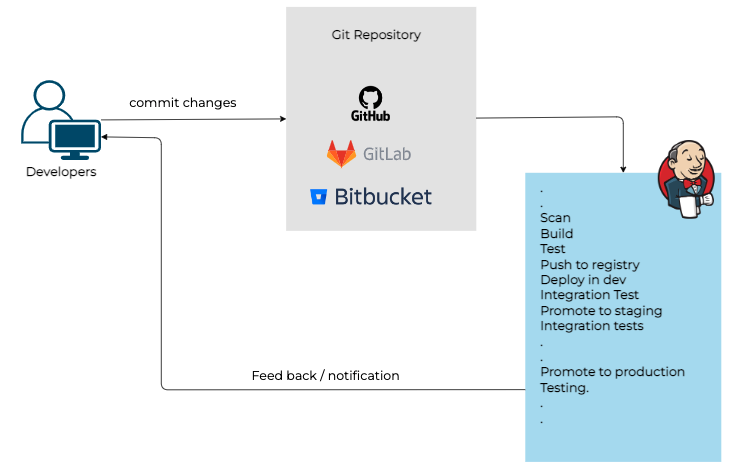 Git Repository
GitHub
GitLab
Bitbucket
commit changes
Developers
.
.
Scan
Build
Test
Push to registry
Deploy in dev
Integration Test
Promote to staging
Integration tests
.
.
Promote to production
Testing.
.
.
Feed back / notification